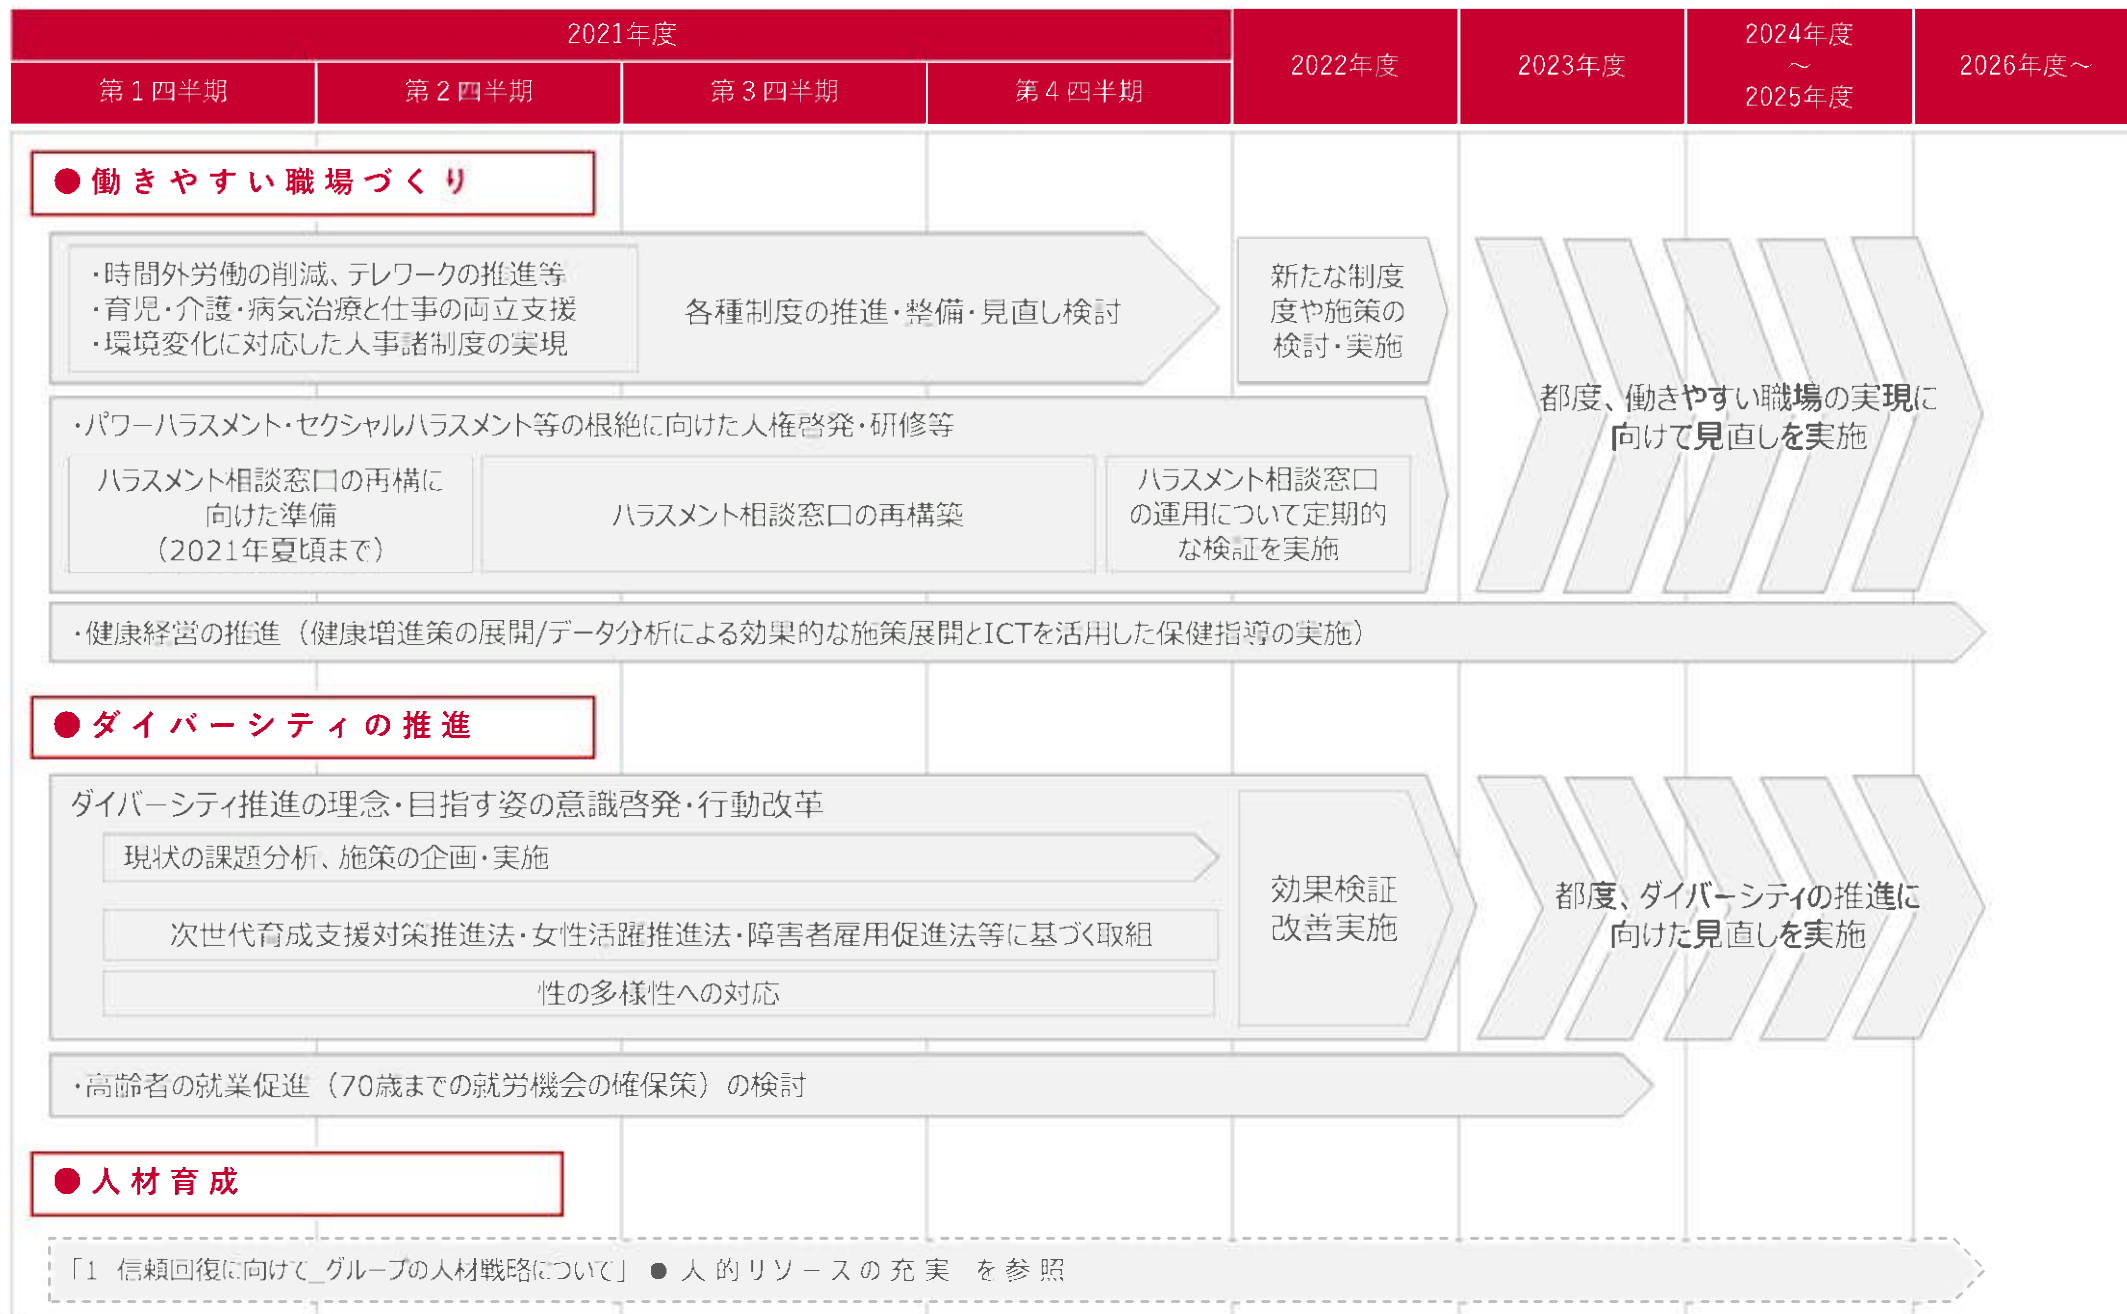 2021年度
第1四半期
第2四半期
第3四半期
第4四半期
2022年度
2023年度
2024年度
～
2025年度
2026年度～
●働きやすい職場づくり
・時間外労働の削減、テレワークの推進等
・育児・介護・病気治療と仕事の両立支援
・環境変化に対応した人事諸制度の実現
各種制度の推進・整備・見直し検討
新たな制度
度や施策の
検討・実施
・パワーハラスメント・セクシャルハラスメント等の根絶に向けた人権啓発・研修等
ハラスメント相談窓口の再構に
向けた準備
（2021年夏頃まで）
ハラスメント相談窓口の再構築
ハラスメント相談窓口
の運用について定期的
な検証を実施
都度、働きやすい職場の実現に
向けて見直しを実施
・健康経営の推進（健康増進策の展開/データ分析による効果的な施策展開とICTを活用した保健指導の実施）
●ダイバーシティの推進
ダイバーシティ推進の理念・目指す姿の意識啓発・行動改革
現状の課題分析、施策の企画・実施
次世代育成支援対策推進法・女性活躍推進法・障害者雇用促進法等に基づく取組
性の多様性への対応
効果検証
改善実施
都度、ダイバーシティの推進に
向けた見直しを実施
・高齢者の就業促進（70歳までの就労機会の確保策）の検討
●人材育成
「1 信頼回復に向けて_グループの人材戦略について」 ●人的リソースの充実 を参照